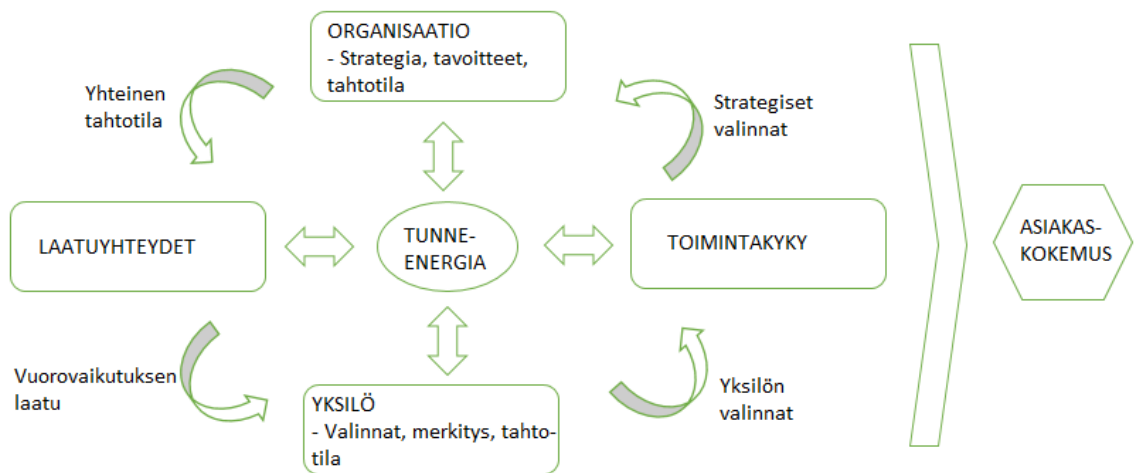 ORGANISAATIO
- Strategia, tavoitteet,
tahtotila
Yhteinen
tahtotila
Strategiset
valinnat
LAATUYHTEYDET
TUNNE-
ENERGIA
TOIMINTAKYKY
ASIAKAS-
KOKEMUS
Vuorovaikutuksen
laatu
YKSILÖ
- Valinnat, merkitys, tahto-
tila
Yksilön
valinnat